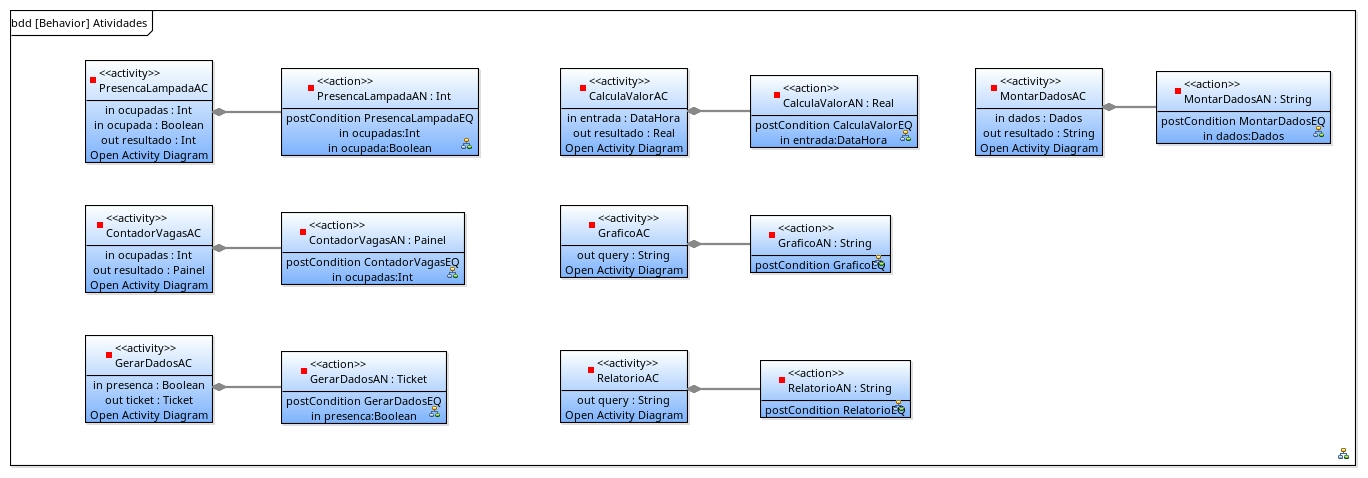 bdd [Behavior] Atividades
<<activity>>
PresencaLampadaAC
in ocupadas : Int
in ocupada : Boolean
out resultado : Int
Open Activity Diagram
<<action>>
PresencaLampadaAN : Int
postCondition PresencaLampadaEQ
in ocupadas:Int
in ocupada:Boolean
<<activity>>
CalculaValorAC
in entrada : DataHora
out resultado : Real
Open Activity Diagram
<<action>>
CalculaValorAN : Real
postCondition CalculaValorEQ
in entrada:DataHora
<<activity>>
MontarDadosAC
in dados : Dados
out resultado : String
Open Activity Diagram
<<action>>
MontarDadosAN : String
postCondition MontarDadosEQ
in dados:Dados
<<activity>>
ContadorVagasAC
in ocupadas : Int
out resultado : Painel
Open Activity Diagram
<<action>>
ContadorVagasAN : Painel
postCondition ContadorVagasEQ
in ocupadas:Int
<<activity>>
GraficoAC
out query : String
Open Activity Diagram
<<action>>
GraficoAN : String
postCondition GraficoEQ
<<activity>>
GerarDadosAC
in presenca : Boolean
out ticket : Ticket
Open Activity Diagram
<<action>>
GerarDadosAN : Ticket
postCondition GerarDadosEQ
in presenca:Boolean
<<activity>>
RelatorioAC
out query : String
Open Activity Diagram
<<action>>
RelatorioAN : String
postCondition RelatorioEQ